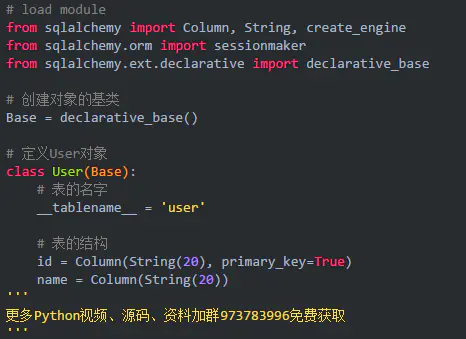 # load module
from sqlalchemy import Column, String, create_engine
from sqlalchemy.orm import sessionmaker
from sqlalchemy.ext.declarative import declarative_base
# 创建对象的基类
Base = declarative_base()
# 定义User对象
class User(Base):
    # 表的名字
    __tablename__ = 'user'
    # 表的结构
    id = Column(String(20), primary_key=True)
    name = Column(String(20))
'''
更多Python视频、源码、资料加群973783996免费获取
'''